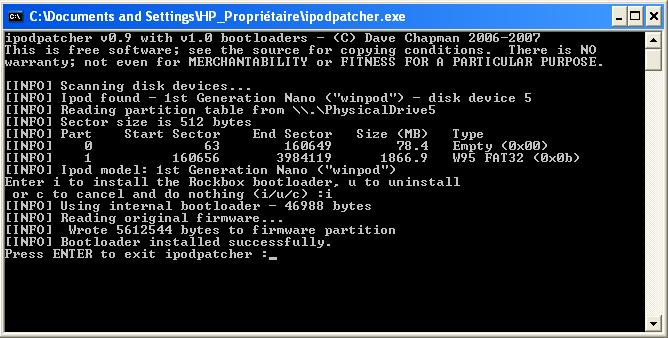 C:\Documents and Settings\HP_Propriétaire\ipodpatcher.exe
ipodpatcher v0.9 with v1.0 bootloaders - (C) Dave Chapman 2006-2007
This is free software; see the source for copying conditions.  There is NO
warranty; not even for MERCHANTABILITY or FITNESS FOR A PARTICULAR PURPOSE.
[INFO] Scanning disk devices...
[INFO] Ipod found - 1st Generation Nano ("winpod") - disk device 5
[INFO] Reading partition table from \\.\PhysicalDrive5
[INFO] Sector size is 512 bytes
[INFO] Part    Start Sector    End Sector   Size (MB)   Type
[INFO]    0              63        160649        78.4   Empty (0x00)
[INFO]    1          160656       3984119      1866.9   W95 FAT32 (0x0b)
[INFO] Ipod model: 1st Generation Nano ("winpod")
Enter i to install the Rockbox bootloader, u to uninstall
or c to cancel and do nothing (i/u/c) :i
[INFO] Using internal bootloader - 46988 bytes
[INFO] Reading original firmware...
[INFO]  Wrote 5612544 bytes to firmware partition
[INFO] Bootloader installed successfully.
Press ENTER to exit ipodpatcher :_